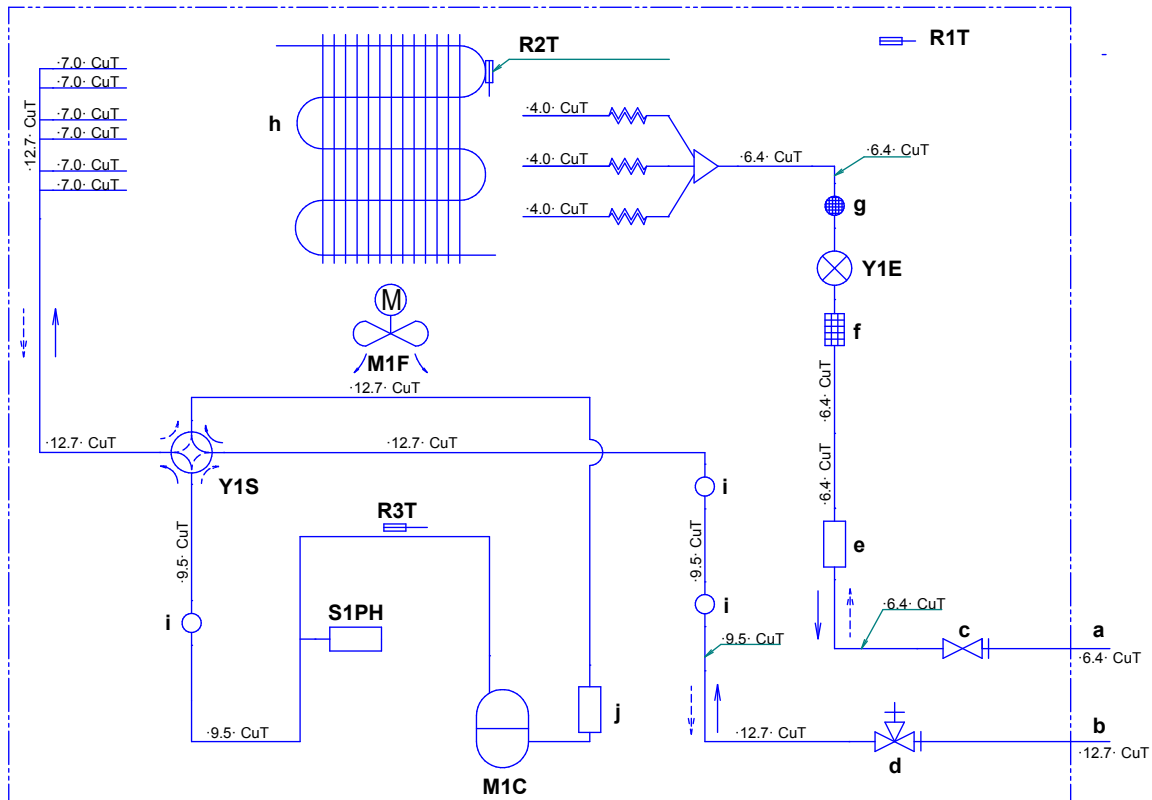 R2T
R1T
·7.0· CuT
·7.0· CuT
·7.0· CuT
·7.0· CuT
·7.0· CuT
·7.0· CuT
·12.7· CuT
h
·4.0· CuT
·4.0· CuT
·4.0· CuT
·6.4· CuT
·6.4· CuT
g
Y1E
f
M
M1F
·12.7· CuT
·6.4· CuT
·12.7· CuT
Y1S
·12.7· CuT
·6.4· CuT
i
R3T
·9.5· CuT
·9.5· CuT
e
i
S1PH
i
·9.5· CuT
·6.4· CuT
c
a
·6.4· CuT
·9.5· CuT
M1C
j
·12.7· CuT
d
b
·12.7· CuT